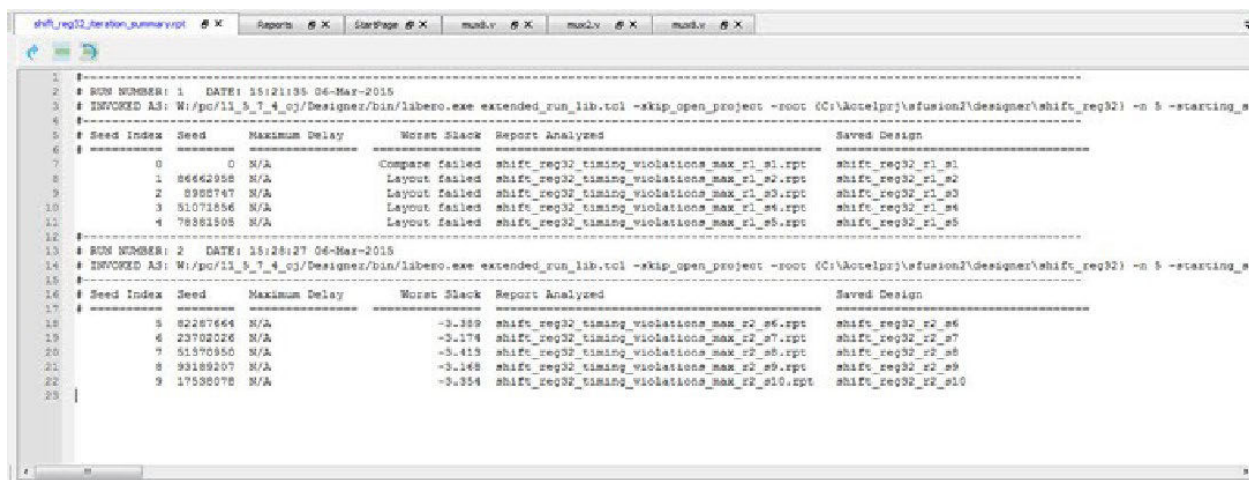 shift_reg32_iteration_summary.rpt Reports StartPage mux8.v mux2.v mux8.v
1 #
2 # RUN NUMBER: 1 DATE: 15:21:35 06-Mar-2015
3 # INVOKED AS: W:/pc/11_5_7_4_cj/Designer/bin/libero.exe extended_run_lib.tcl -skip_open_project -root {C:\Actelprj\sfusion2\designer\shift_reg32} -n 5 -starting_s
4 #
5 # Seed Index Seed Maximum Delay Worst Slack Report Analyzed Saved Design
6 #
7 0 0 N/A Compare failed shift_reg32_timing_violations_max_r1_s1.rpt shift_reg32_r1_s1
8 1 86662958 N/A Layout failed shift_reg32_timing_violations_max_r1_s2.rpt shift_reg32_r1_s2
9 2 8988747 N/A Layout failed shift_reg32_timing_violations_max_r1_s3.rpt shift_reg32_r1_s3
10 3 51071856 N/A Layout failed shift_reg32_timing_violations_max_r1_s4.rpt shift_reg32_r1_s4
11 4 78381505 N/A Layout failed shift_reg32_timing_violations_max_r1_s5.rpt shift_reg32_r1_s5
12 #
13 # RUN NUMBER: 2 DATE: 15:28:27 06-Mar-2015
14 # INVOKED AS: W:/pc/11_5_7_4_cj/Designer/bin/libero.exe extended_run_lib.tcl -skip_open_project -root {C:\Actelprj\sfusion2\designer\shift_reg32} -n 5 -starting_s
15 #
16 # Seed Index Seed Maximum Delay Worst Slack Report Analyzed Saved Design
17 #
18 5 82287664 N/A -3.389 shift_reg32_timing_violations_max_r2_s6.rpt shift_reg32_r2_s6
19 6 23702026 N/A -3.174 shift_reg32_timing_violations_max_r2_s7.rpt shift_reg32_r2_s7
20 7 51370950 N/A -3.413 shift_reg32_timing_violations_max_r2_s8.rpt shift_reg32_r2_s8
21 8 93189207 N/A -3.168 shift_reg32_timing_violations_max_r2_s9.rpt shift_reg32_r2_s9
22 9 17538078 N/A -3.354 shift_reg32_timing_violations_max_r2_s10.rpt shift_reg32_r2_s10
23